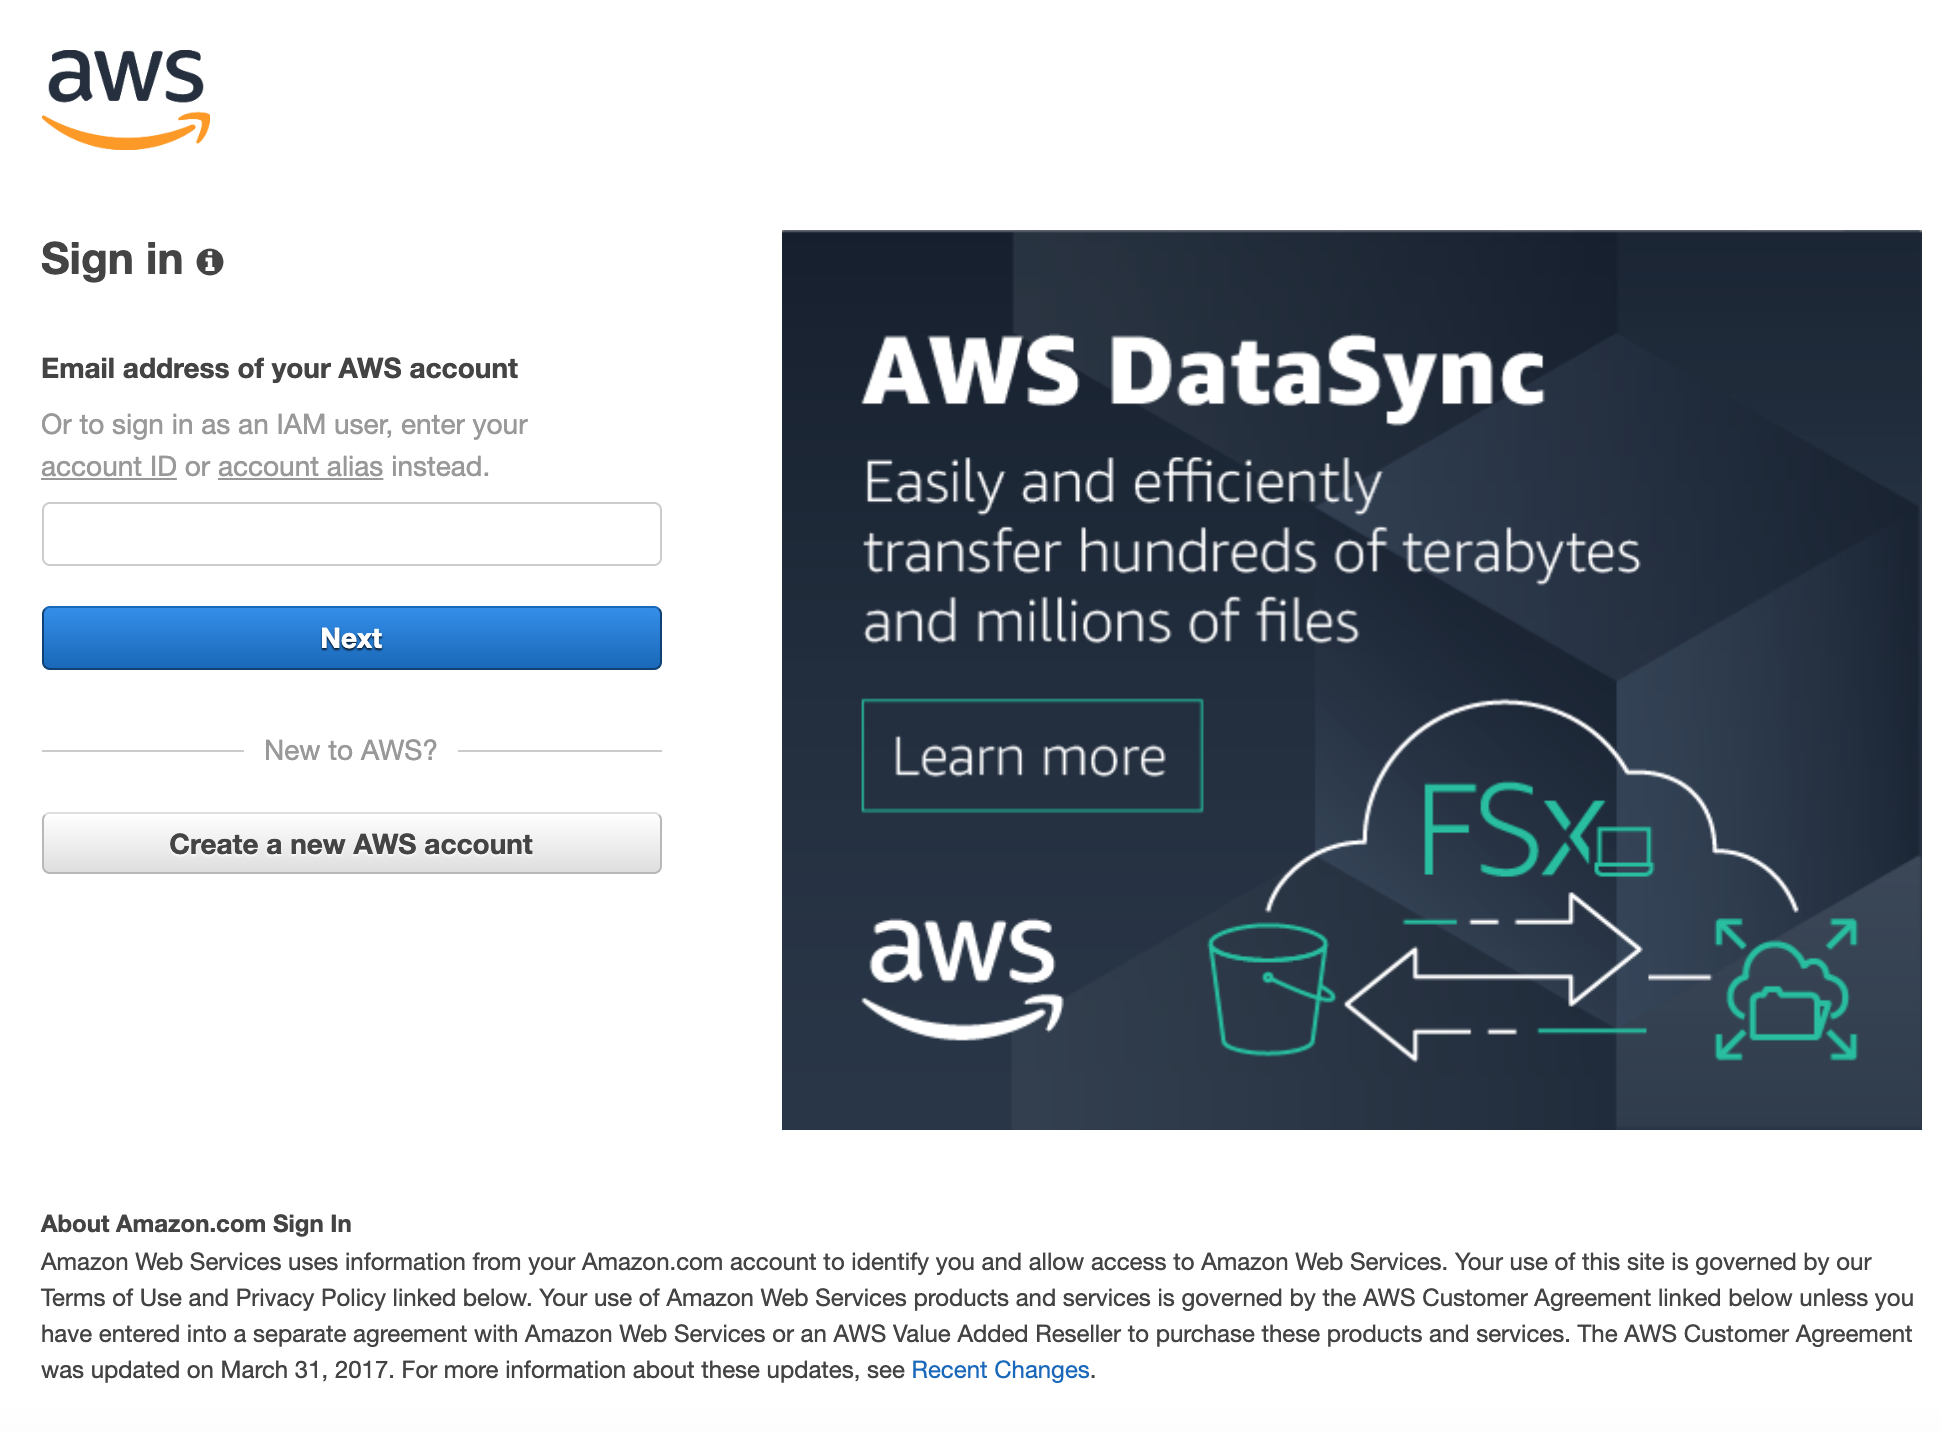 aws
Sign in
Email address of your AWS account
Or to sign in as an IAM user, enter your
account ID or account alias instead.
Next
New to AWS?
Create a new AWS account
AWS DataSync
Easily and efficiently
transfer hundreds of terabytes
and millions of files
Learn more
FSx
aws
About Amazon.com Sign In
Amazon Web Services uses information from your Amazon.com account to identify you and allow access to Amazon Web Services. Your use of this site is governed by our
Terms of Use and Privacy Policy linked below. Your use of Amazon Web Services products and services is governed by the AWS Customer Agreement linked below unless you
have entered into a separate agreement with Amazon Web Services or an AWS Value Added Reseller to purchase these products and services. The AWS Customer Agreement
was updated on March 31, 2017. For more information about these updates, see Recent Changes.